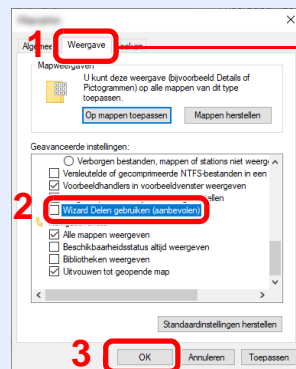 1
Weergave
Mapweergaven
U kunt deze weergave (bijvoorbeeld Details of
Pictogrammen) op alle mappen van dit type
toepassen.
Op mappen toepassen
Mappen herstellen
Geavanceerde instellingen:
Verborgen bestanden, mappen of stations niet weerg
Versleutelde of gecomprimeerde NTFS-bestanden in een
Voorbeeldhandlers in voorbeeldvenster weergeven
2
Wizard Delen gebruiken (aanbevolen)
Alle mappen weergeven
Beschikbaarheidsstatus altijd weergeven
Bibliotheken weergeven
Uitvouwen tot geopende map
Standaardinstellingen herstellen
3
OK
Annuleren
Toepassen